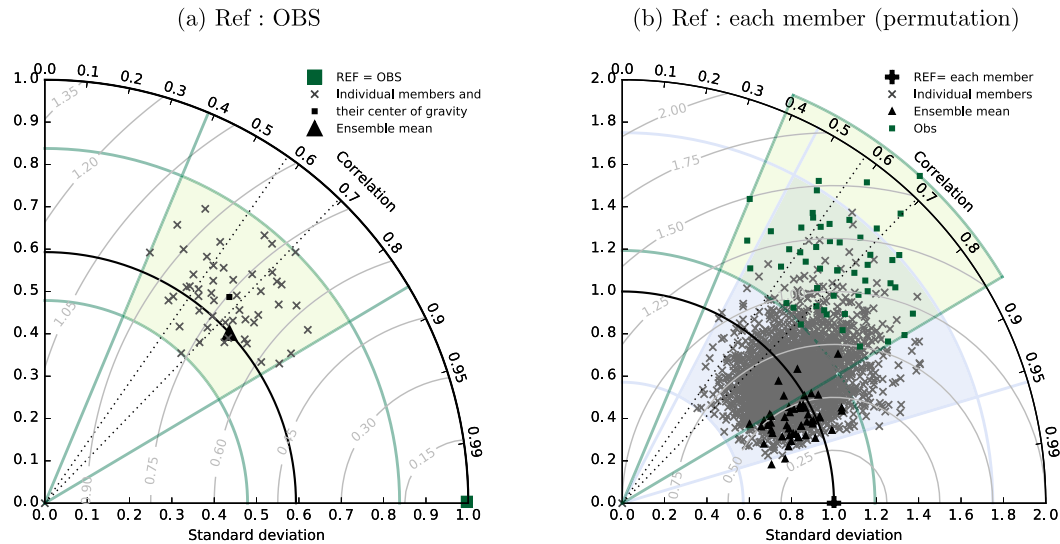 (a) Ref : OBS
REF = OBS
Individual members and
their center of gravity
Ensemble mean
0.0 0.1 0.2 0.3 0.4 0.5 0.6 0.7 0.8 0.9 0.95 0.99
Correlation
1.0
0.9
0.8
0.7
0.6
0.5
0.4
0.3
0.2
0.1
0.0
1.35
1.20
1.05
0.90
0.75
0.60
0.45
0.30
0.15
0.0 0.1 0.2 0.3 0.4 0.5 0.6 0.7 0.8 0.9 1.0
Standard deviation
(b) Ref : each member (permutation)
REF= each member
Individual members
Ensemble mean
Obs
0.0 0.1 0.2 0.3 0.4 0.5 0.6 0.7 0.8 0.9 0.95 0.99
Correlation
2.0
1.8
1.6
1.4
1.2
1.0
0.8
0.6
0.4
0.2
0.0
2.00
1.75
1.50
1.25
0.75
0.50
0.25
0.0 0.2 0.4 0.6 0.8 1.0 1.2 1.4 1.6 1.8 2.0
Standard deviation